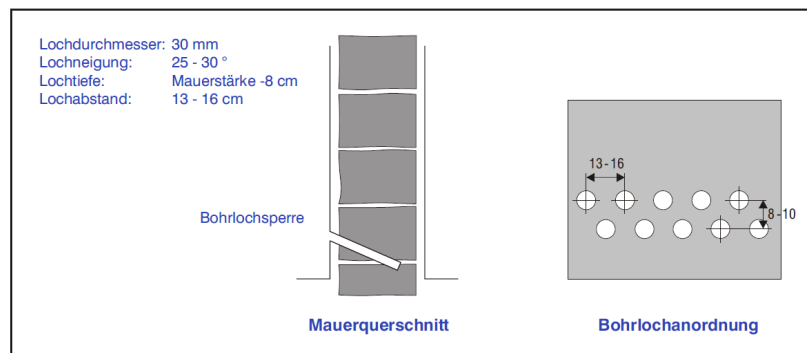 Lochdurchmesser: 30 mm
Lochneigung: 25 - 30 °
Lochtiefe: Mauerstärke -8 cm
Lochabstand: 13 - 16 cm
13-16
8-10
Bohrlochsperre
Mauerquerschnitt
Bohrlochanordnung